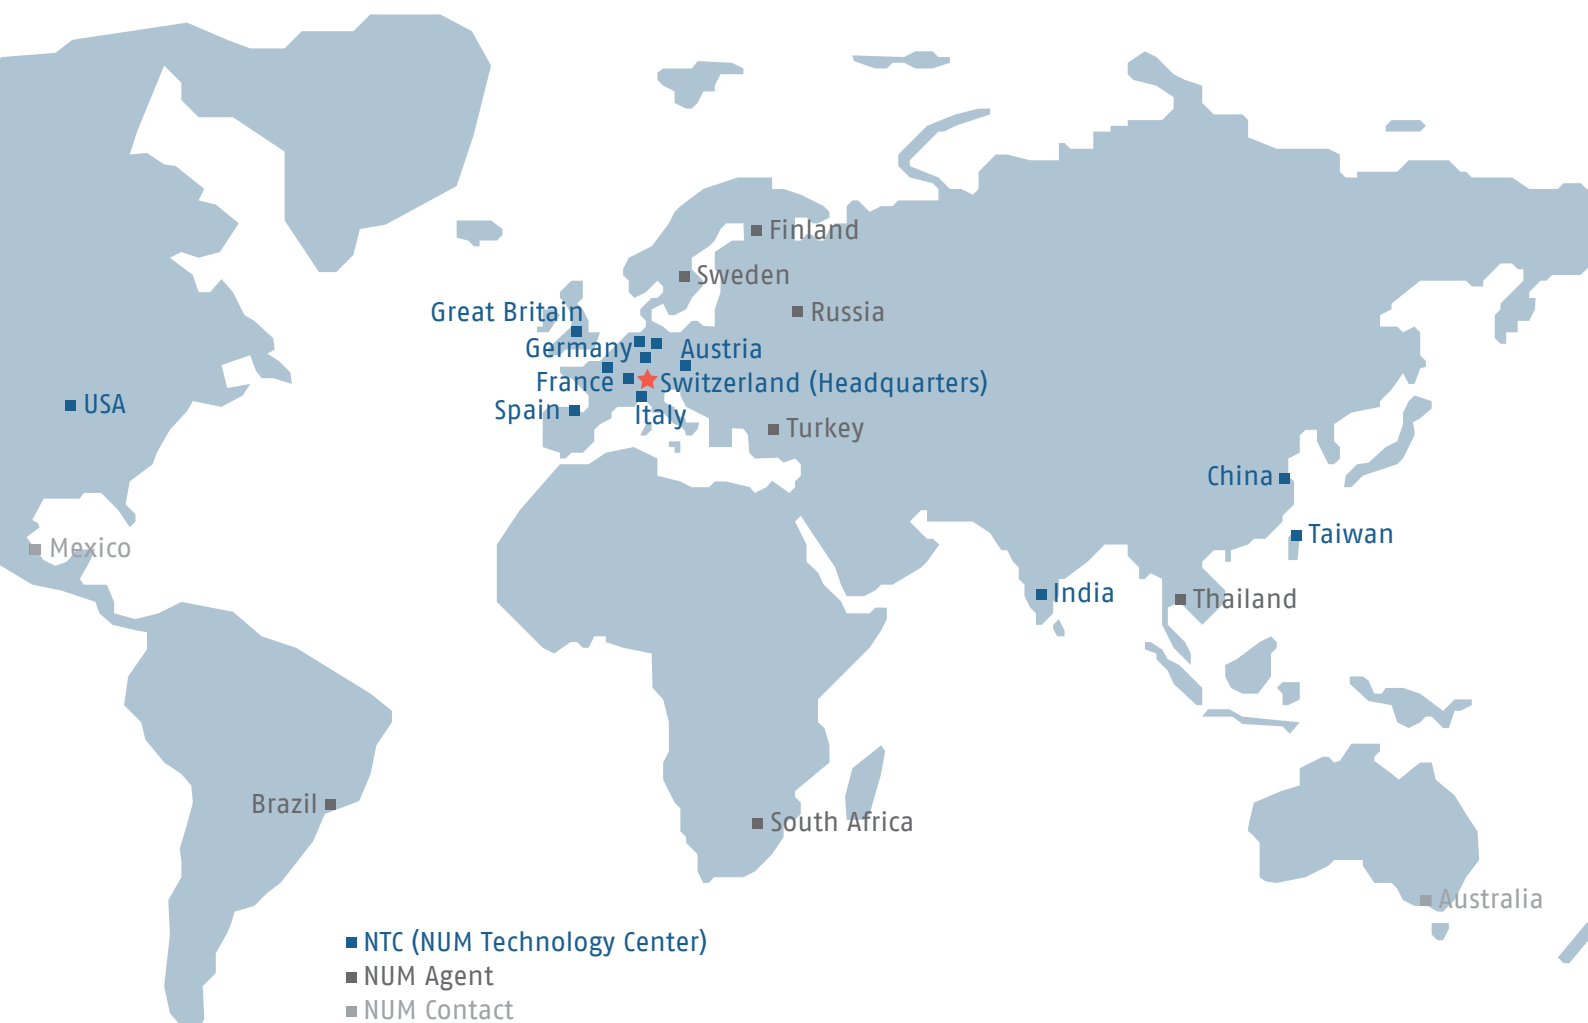 Finland
Sweden
Great Britain
Russia
Germany
Austria
France
Switzerland (Headquarters)
USA
Spain
Italy
Turkey
China
Taiwan
Mexico
India
Thailand
Brazil
South Africa
Australia
NTC (NUM Technology Center)
NUM Agent
NUM Contact